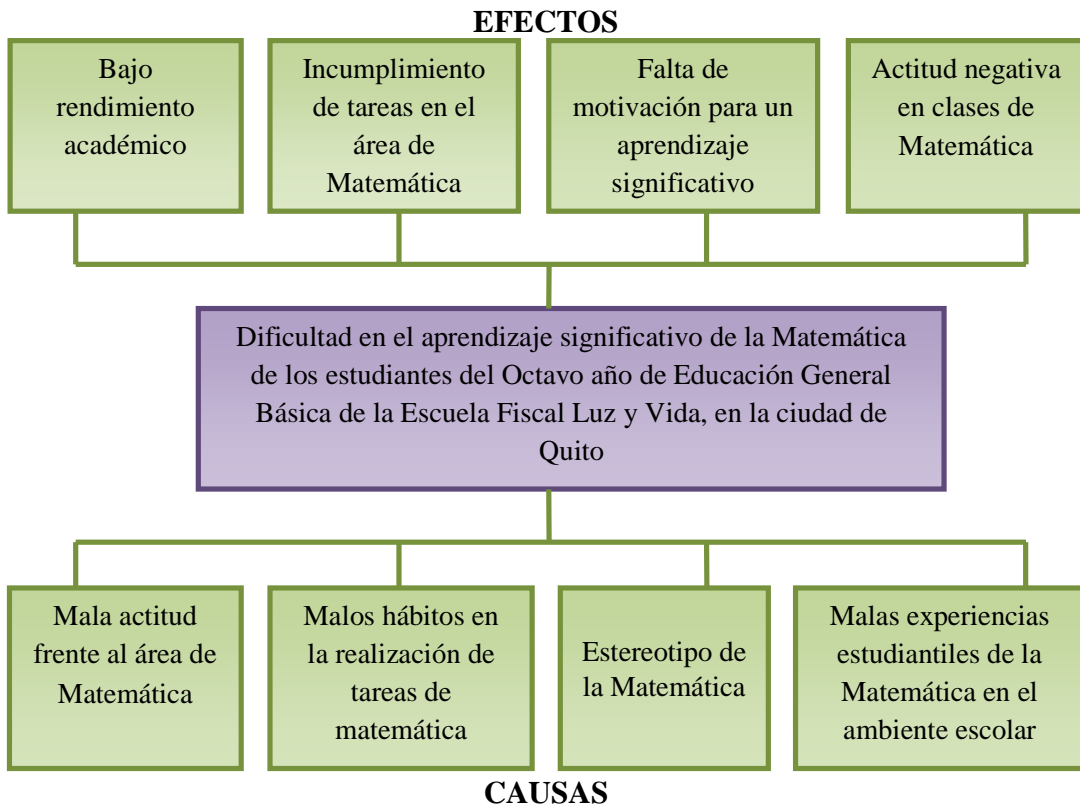 EFECTOS
Bajo
rendimiento
académico
Incumplimiento
de tareas en el
área de
Matemática
Falta de
motivación para un
aprendizaje
significativo
Actitud negativa
en clases de
Matemática
Dificultad en el aprendizaje significativo de la Matemática
de los estudiantes del Octavo año de Educación General
Básica de la Escuela Fiscal Luz y Vida, en la ciudad de
Quito
Mala actitud
frente al área de
Matemática
Malos hábitos en
la realización de
tareas de
matemática
Estereotipo de
la Matemática
Malas experiencias
estudiantiles de la
Matemática en el
ambiente escolar
CAUSAS